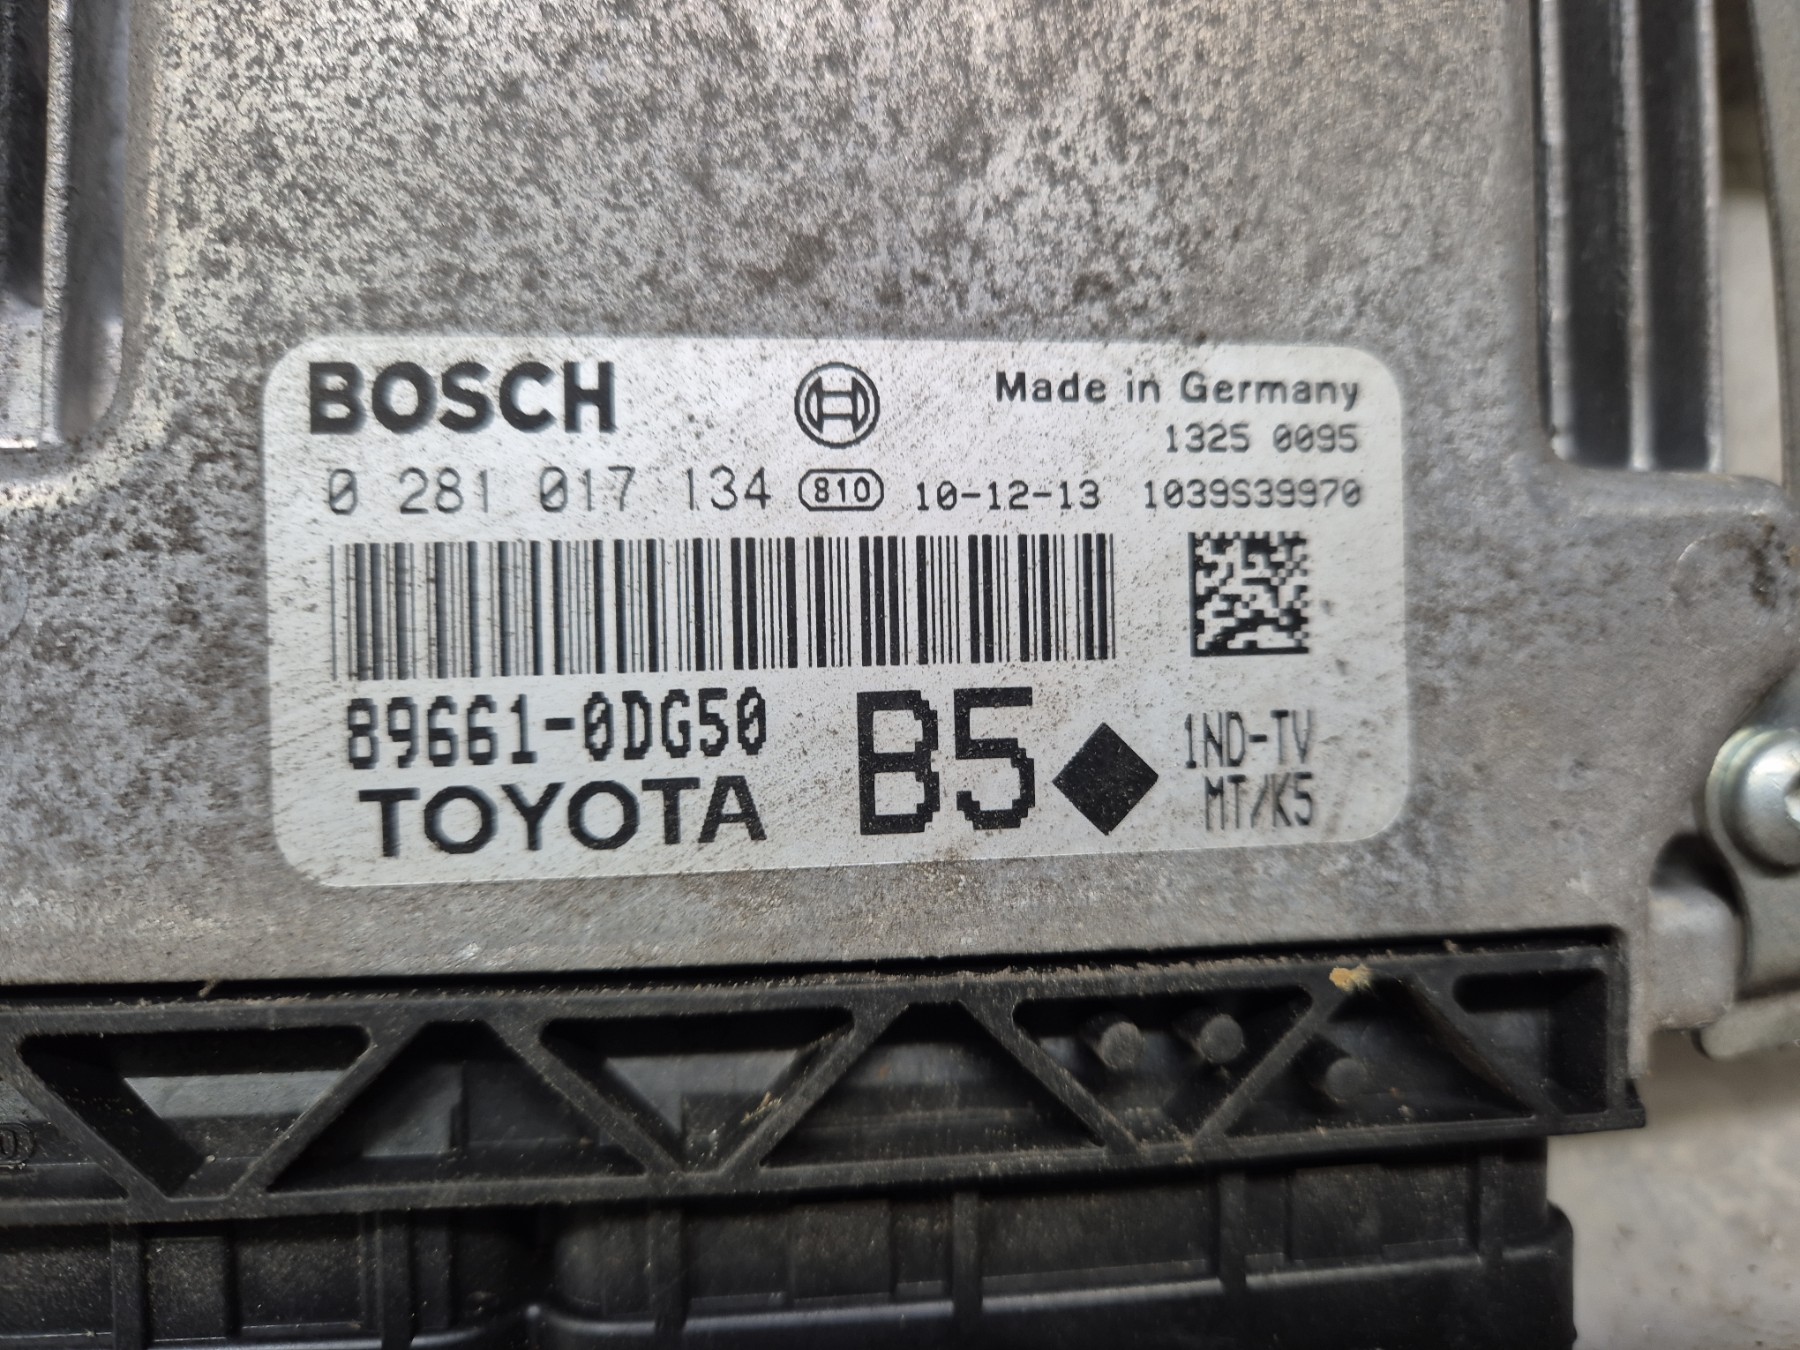 BOSCH
Made in Germany
1325 0095
0 281 017 134 810 10-12-13 1039S39970
89661-0DG50
TOYOTA
B5
1ND-TV
MT/K5